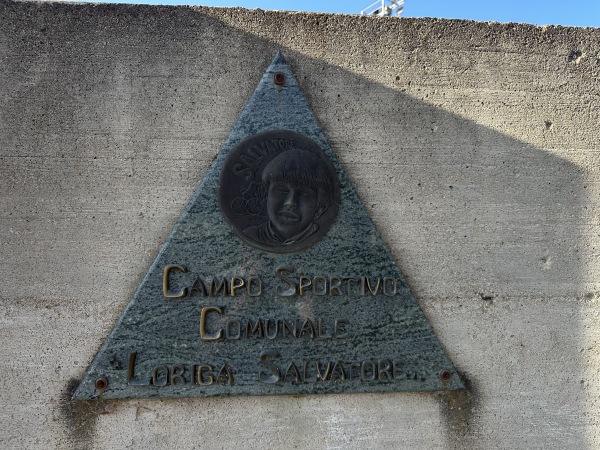 SALVATORE
CAMPO SPORTIVO
COMUNALE
LORIGA SALVATORE